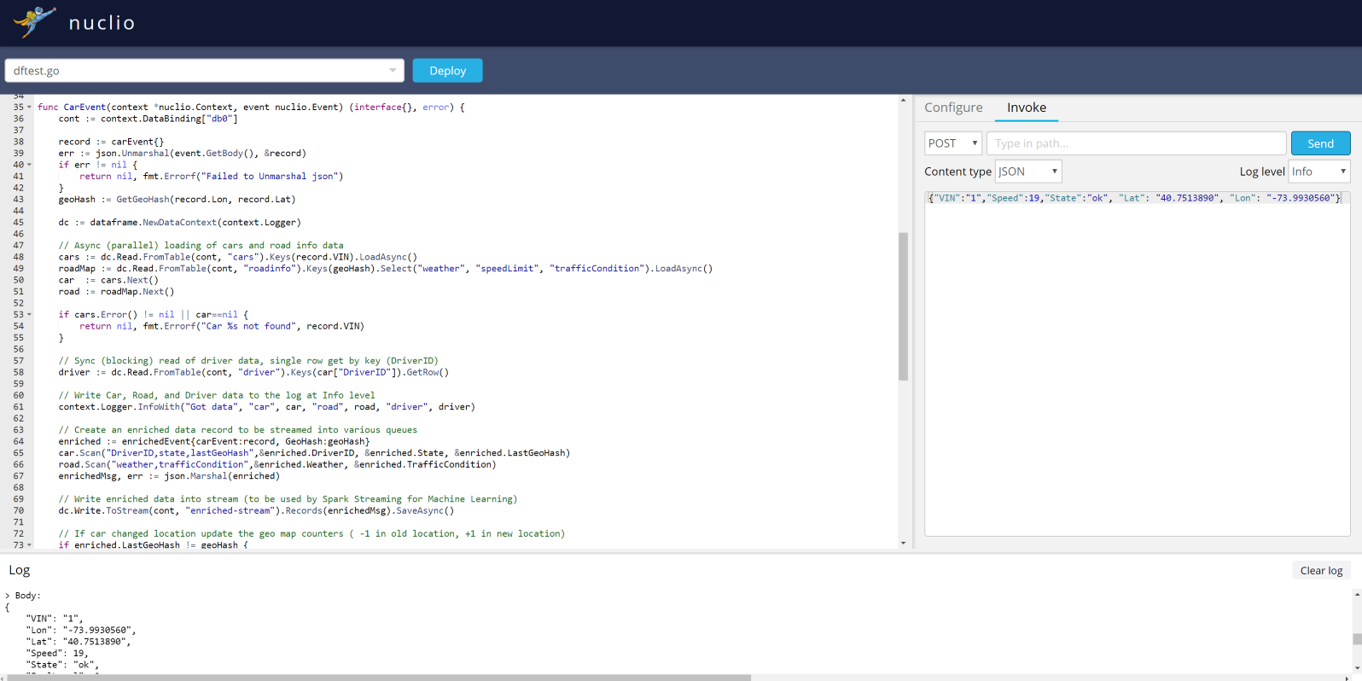 nuclio
dftest.go
Deploy
34
35 func CarEvent(context *nuclio.Context, event nuclio.Event) (interface{}, error) {
36 cont := context.DataBinding["db0"]
37
38 record := carEvent{}
39 err := json.Unmarshal(event.GetBody(), &record)
40 if err != nil {
41 return nil, fmt.Errorf("Failed to Unmarshal json")
42 }
43 geoHash := GetGeoHash(record.Lon, record.Lat)
44
45 dc := dataframe.NewDataContext(context.Logger)
46
47 // Async (parallel) loading of cars and road info data
48 cars := dc.Read.FromTable(cont, "cars").Keys(record.VIN).LoadAsync()
49 roadMap := dc.Read.FromTable(cont, "roadinfo").Keys(geoHash).Select("weather", "speedLimit", "trafficCondition").LoadAsync()
50 car := cars.Next()
51 road := roadMap.Next()
52
53 if cars.Error() != nil || car==nil {
54 return nil, fmt.Errorf("Car %s not found", record.VIN)
55 }
56
57 // Sync (blocking) read of driver data, single row get by key (DriverID)
58 driver := dc.Read.FromTable(cont, "driver").Keys(car["DriverID"]).GetRow()
59
60 // Write Car, Road, and Driver data to the log at Info level
61 context.Logger.InfoWith("Got data", "car", car, "road", road, "driver", driver)
62
63 // Create an enriched data record to be streamed into various queues
64 enriched := enrichedEvent{carEvent:record, GeoHash:geoHash}
65 car.Scan("DriverID,state,lastGeoHash",&enriched.DriverID, &enriched.State, &enriched.LastGeoHash)
66 road.Scan("weather,trafficCondition",&enriched.Weather, &enriched.TrafficCondition)
67 enrichedMsg, err := json.Marshal(enriched)
68
69 // Write enriched data into stream (to be used by Spark Streaming for Machine Learning)
70 dc.Write.ToStream(cont, "enriched-stream").Records(enrichedMsg).SaveAsync()
71
72 // If car changed location update the geo map counters ( -1 in old location, +1 in new location)
73 if enriched.LastGeoHash != geoHash {
Configure Invoke
POST Type in path... Send
Content type JSON Log level Info
{"VIN":"1","Speed":19,"State":"ok", "Lat": "40.7513890", "Lon": "-73.9930560"}
Log
Clear log
> Body:
{
"VIN": "1",
"Lon": "-73.9930560",
"Lat": "40.7513890",
"Speed": 19,
"State": "ok",